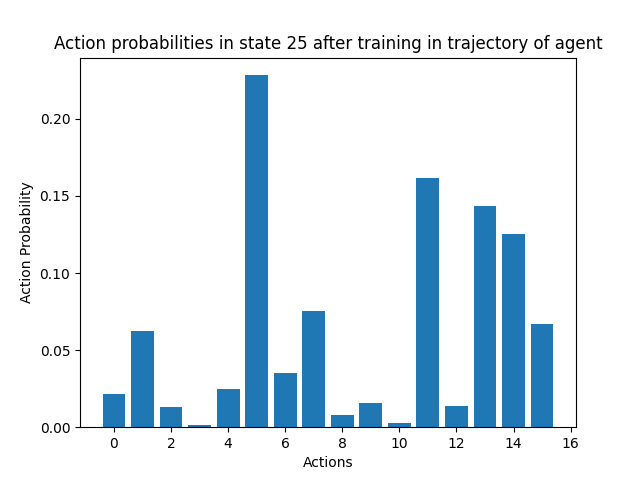 Action probabilities in state 25 after training in trajectory of agent
0.20
0.15
0.10
0.05
0.00
Action Probability
0 2 4 6 8 10 12 14 16
Actions